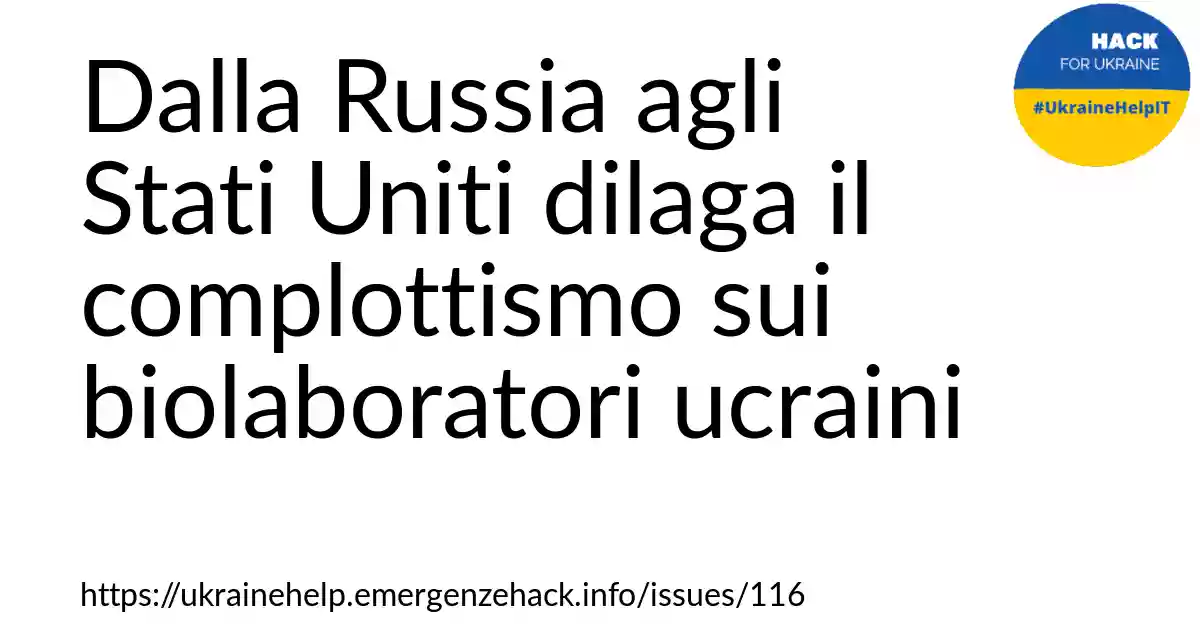 HACK
FOR UKRAINE
#UkraineHelpIT
Dalla Russia agli
Stati Uniti dilaga il
complottismo sui
biolaboratori ucraini
https://ukrainehelp.emergenzehack.info/issues/116